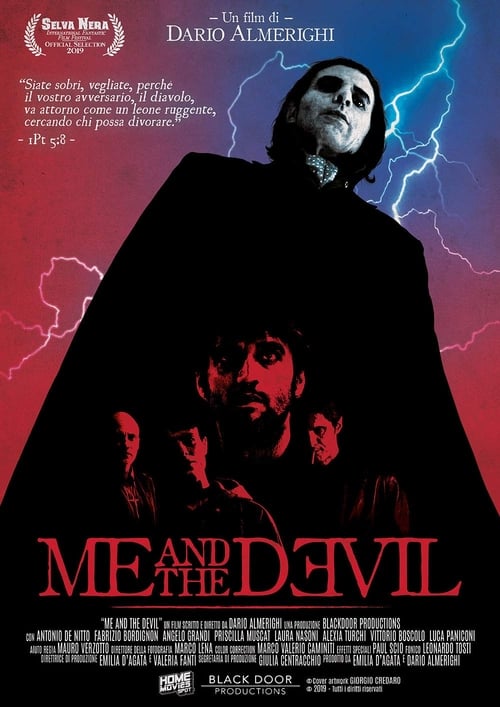 SELVA NERA
INTERNATIONAL FANTASTIC
FILM FESTIVAL
OFFICIAL SELECTION
2019
- UN FILM DI
DARIO ALMERIGHI
"Siate sobri, vegliate, perché
il vostro avversario, il diavolo,
va attorno come un leone ruggente,
cercando chi possa divorare."
- 1Pt 5:8 -
ME AND THE DEVIL
"ME AND THE DEVIL" UN FILM SCRITTO E DIRETTO DA DARIO ALMERIGHI UNA PRODUZIONE BLACKDOOR PRODUCTIONS
CON ANTONIO DE NITTO FABRIZIO BORDIGNON ANGELO GRANDI PRISCILLA MUSCAT LAURA NASONI ALEXIA TURCHI VITTORIO BOSCOLO LUCA PANICONI
AIUTO REGIA MAURO VERZOTTO DIRETTORE DELLA FOTOGRAFIA MARCO LENA COLOR CORRECTION MARCO VALERIO CAMINITI EFFETTI SPECIALI PAUL SCIO FONICO LEONARDO TOSTI
DIRETTRICE DI PRODUZIONE EMILIA D'AGATA E VALERIA FANTI SEGRETARIA DI PRODUZIONE GIULIA CENTRACCHIO PRODOTTO DA EMILIA D'AGATA E DARIO ALMERIGHI
HOME
MOVIES
BLACK DOOR
PRODUCTIONS
©Cover artwork GIORGIO CREDARO
© 2019 - Tutti i diritti riservati